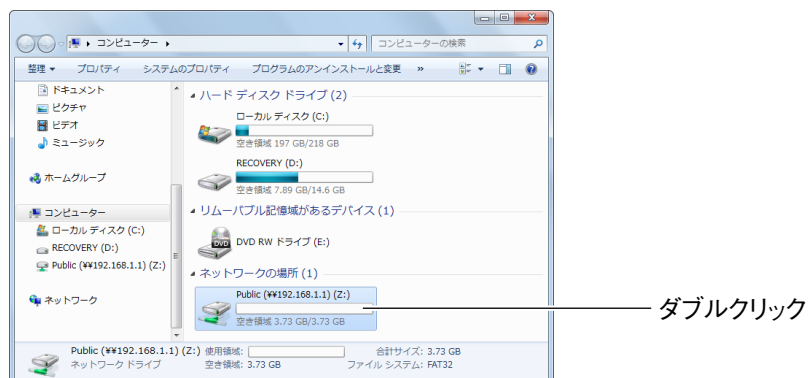 コンピューター
コンピューターの検索
整理 プロパティ システムのプロパティ プログラムのアンインストールと変更 »
ドキュメント
ピクチャ
ビデオ
ミュージック
ホームグループ
コンピューター
ローカル ディスク (C:)
RECOVERY (D:)
Public (¥¥192.168.1.1) (Z:)
ネットワーク
ハード ディスク ドライブ (2)
ローカル ディスク (C:)
空き領域 197 GB/218 GB
RECOVERY (D:)
空き領域 7.89 GB/14.6 GB
リムーバブル記憶域があるデバイス (1)
DVD
DVD RW ドライブ (E:)
ネットワークの場所 (1)
Public (¥¥192.168.1.1) (Z:)
空き領域 3.73 GB/3.73 GB
ダブルクリック
Public (¥¥192.168.1.1) (Z:) 使用領域: 合計サイズ: 3.73 GB
ネットワーク ドライブ 空き領域: 3.73 GB ファイル システム: FAT32